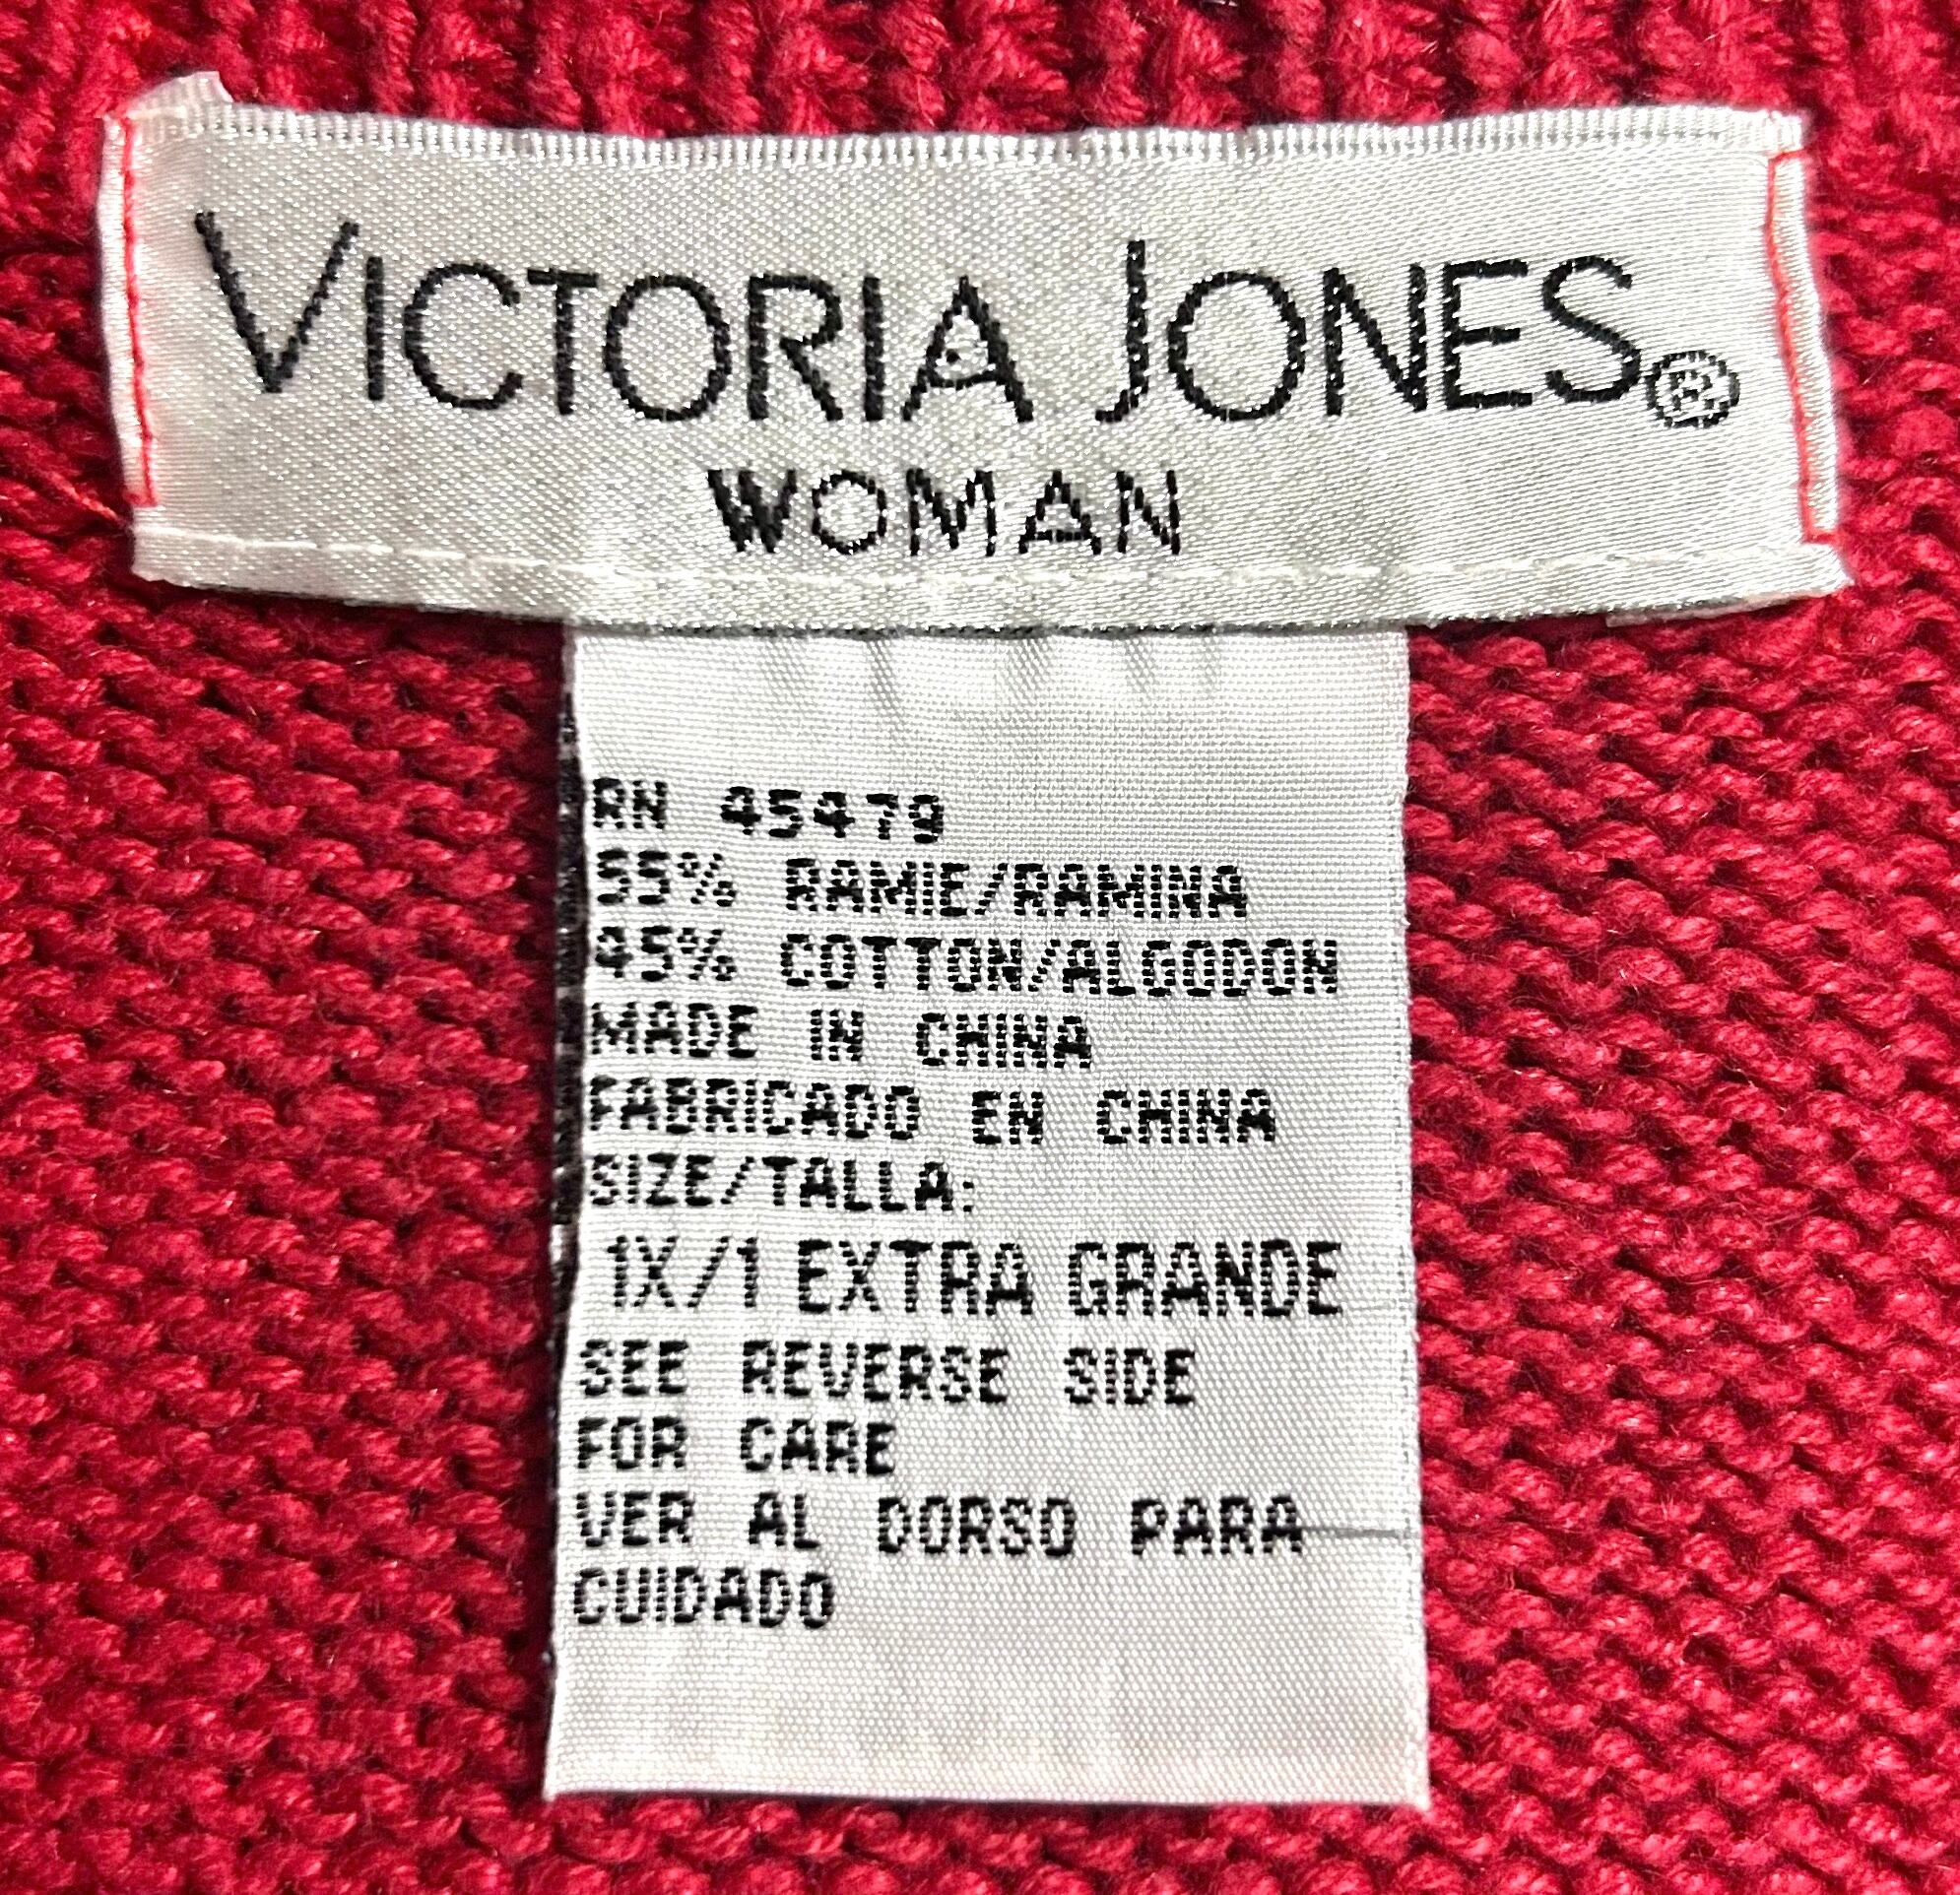 VICTORIA JONES®
WOMAN
RN 45479
55% RAMIE/RAMINA
45% COTTON/ALGODON
MADE IN CHINA
FABRICADO EN CHINA
SIZE/TALLA:
1X/1 EXTRA GRANDE
SEE REVERSE SIDE
FOR CARE
VER AL DORSO PARA
CUIDADO